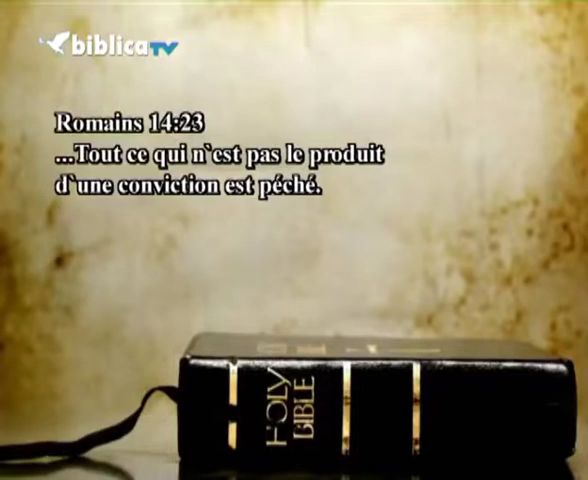 biblicaTV
Romains 14:23
...Tout ce qui n`est pas le produit
d`une conviction est péché.
HOLY
BIBLE